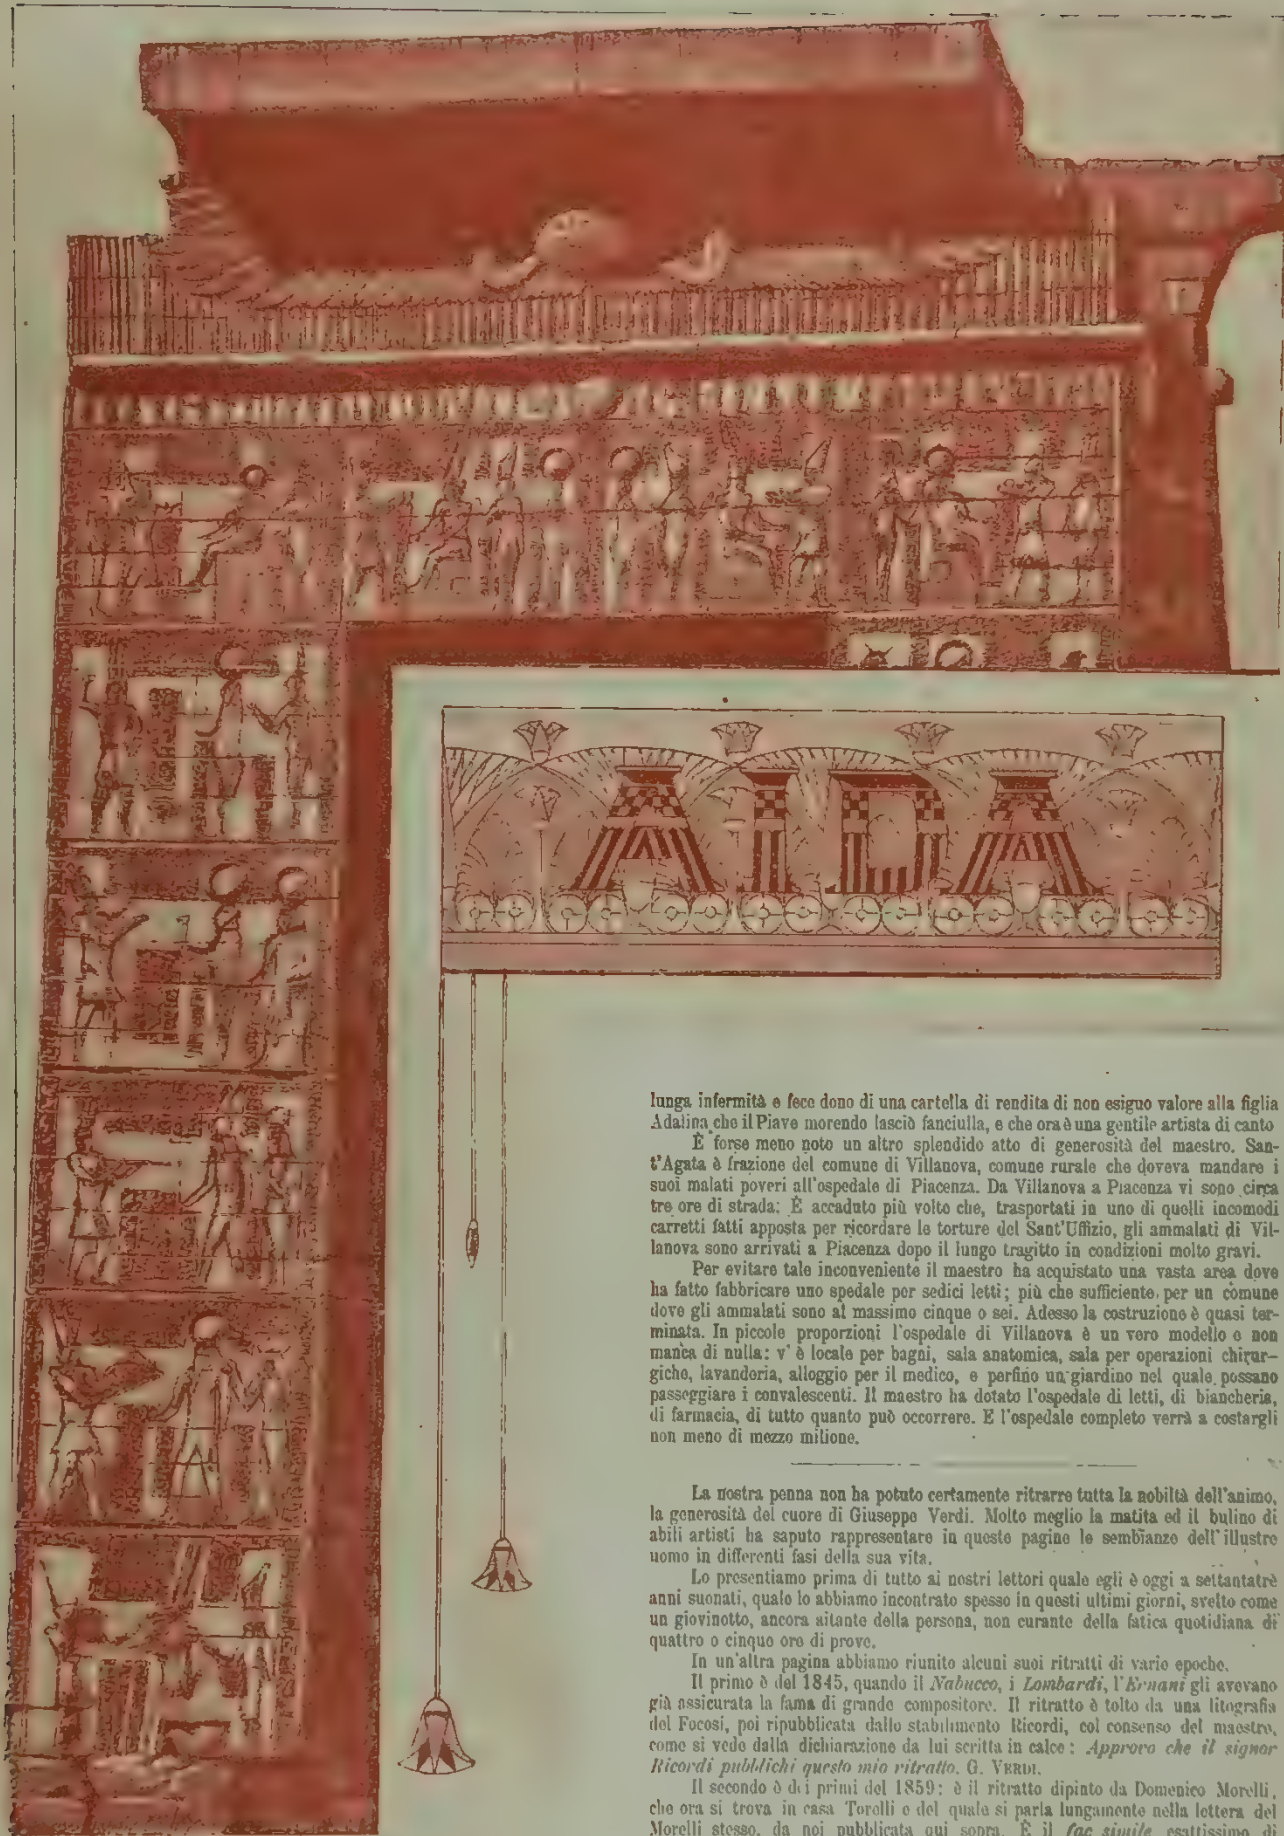 AIDA
lunga infermità e fece dono di una cartella di rendita di non esiguo valore alla figlia
Adalina che il Piave morendo lasciò fanciulla, e che ora è una gentile artista di canto
È forse meno noto un altro splendido atto di generosità del maestro. San-
t'Agata è frazione del comune di Villanova, comune rurale che doveva mandare i
suoi malati poveri all'ospedale di Piacenza. Da Villanova a Piacenza vi sono circa
tre ore di strada: È accaduto più volte che, trasportati in uno di quelli incomodi
carretti fatti apposta per ricordare le torture del Sant'Uffizio, gli ammalati di Vil-
lanova sono arrivati a Piacenza dopo il lungo tragitto in condizioni molto gravi.
Per evitare tale inconveniente il maestro ha acquistato una vasta area dove
ha fatto fabbricare uno spedale per sedici letti; più che sufficiente per un comune
dove gli ammalati sono al massimo cinque o sei. Adesso la costruzione è quasi ter-
minata. In piccole proporzioni l'ospedale di Villanova è un vero modello e non
manca di nulla: v'è locale per bagni, sala anatomica, sala per operazioni chirur-
giche, lavanderia, alloggio per il medico, e perfino un giardino nel quale possano
passeggiare i convalescenti. Il maestro ha dotato l'ospedale di letti, di biancheria,
di farmacia, di tutto quanto può occorrere. E l'ospedale completo verrà a costargli
non meno di mezzo milione.
La nostra penna non ha potuto certamente ritrarre tutta la nobiltà dell'animo,
la generosità del cuore di Giuseppe Verdi. Molto meglio la matita ed il bulino di
abili artisti ha saputo rappresentare in queste pagine le sembianze dell'illustre
uomo in differenti fasi della sua vita.
Lo presentiamo prima di tutto ai nostri lettori quale egli è oggi a settantatrè
anni suonati, quale lo abbiamo incontrato spesso in questi ultimi giorni, svelto come
un giovinotto, ancora aitante della persona, non curante della fatica quotidiana di
quattro o cinque ore di prove.
In un'altra pagina abbiamo riunito alcuni suoi ritratti di varie epoche.
Il primo è del 1845, quando il Nabucco, i Lombardi, l'Ernani gli avevano
già assicurata la fama di grande compositore. Il ritratto è tolto da una litografia
del Focosi, poi ripubblicata dallo stabilimento Ricordi, col consenso del maestro,
come si vede dalla dichiarazione da lui scritta in calce: Approvo che il signor
Ricordi pubblichi questo mio ritratto. G. VERDI.
Il secondo è dei primi del 1859: è il ritratto dipinto da Domenico Morelli,
che ora si trova in casa Torelli e del quale si parla lungamente nella lettera del
Morelli stesso, da noi pubblicata qui sopra. È il fac simile esattissimo di